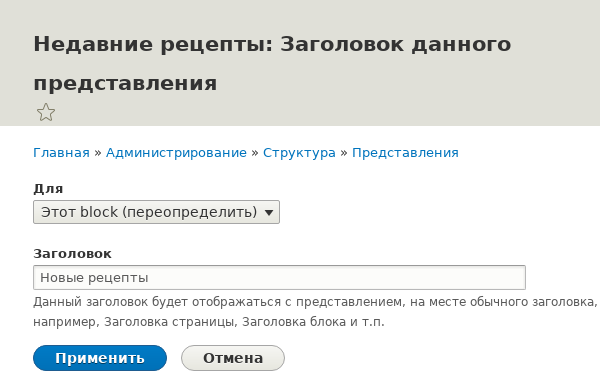 Недавние рецепты: Заголовок данного
представления
Главная » Администрирование » Структура » Представления
Для
Этот block (переопределить)
Заголовок
Новые рецепты
Данный заголовок будет отображаться с представлением, на месте обычного заголовка,
например, Заголовка страницы, Заголовка блока и т.п.
Применить Отмена